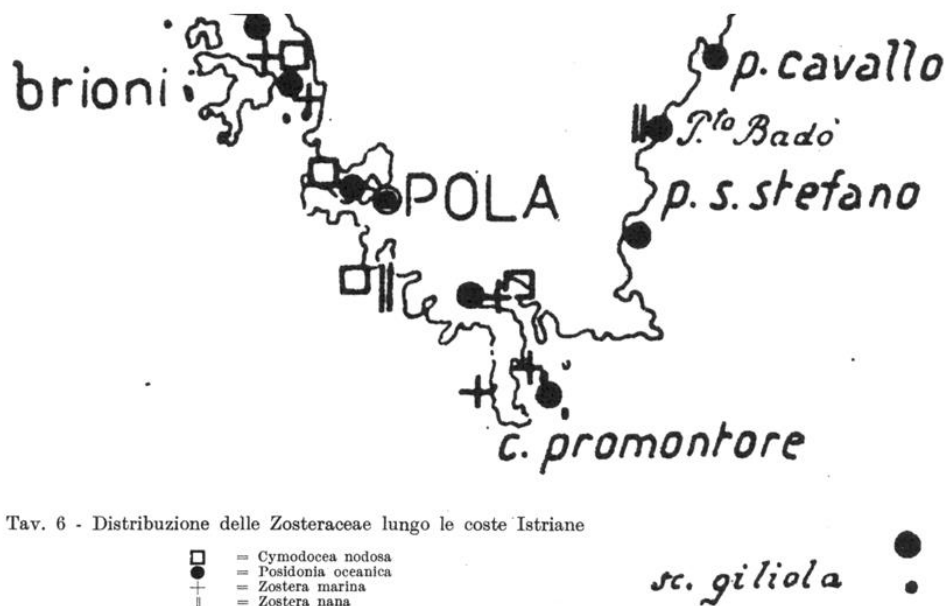 brioni
p. cavallo
P.to Badò
POLA
p. s. stefano
c. promontore
Tav. 6 - Distribuzione delle Zosteraceae lungo le coste Istriane
= Cymodocea nodosa
= Posidonia oceanica
= Zostera marina
= Zostera nana
sc. giliola